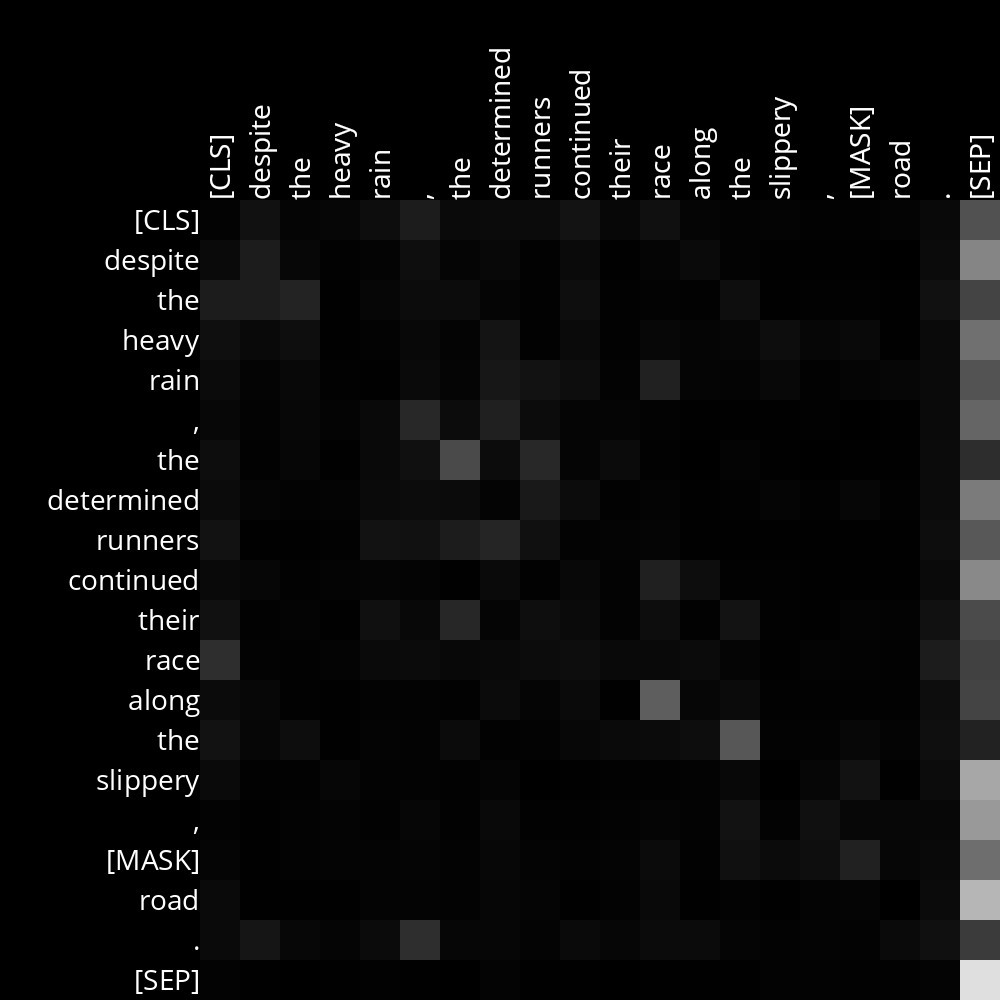 [CLS] despite the heavy rain , the determined runners continued their race along the slippery , [MASK] road . [SEP]
[CLS]
despite
the
heavy
rain
,
the
determined
runners
continued
their
race
along
the
slippery
,
[MASK]
road
.
[SEP]